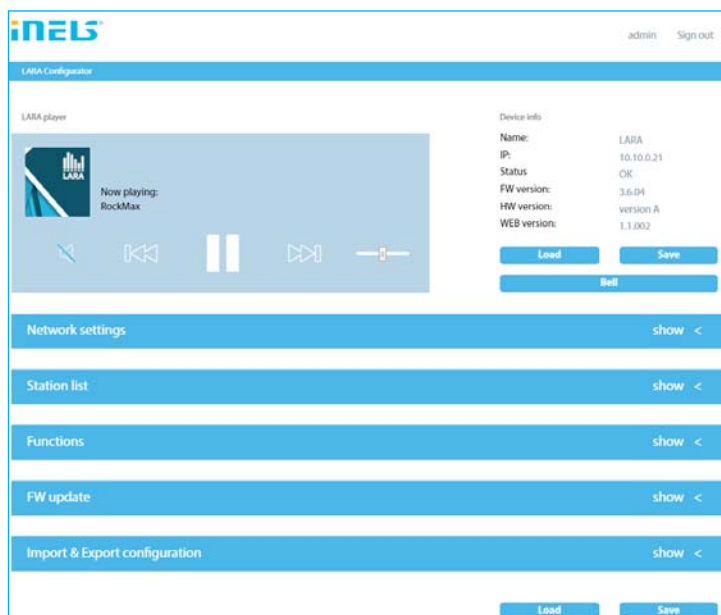 iNELS
admin Sign out
LARA Configurator
LARA player
LARA
Now playing:
RockMax
Device info
Name: LARA
IP: 10.10.0.21
Status OK
FW version: 3.6.04
HW version: version A
WEB version: 1.1.002
Load Save
Bell
Network settings show <
Station list show <
Functions show <
FW update show <
Import & Export configuration show <
Load Save